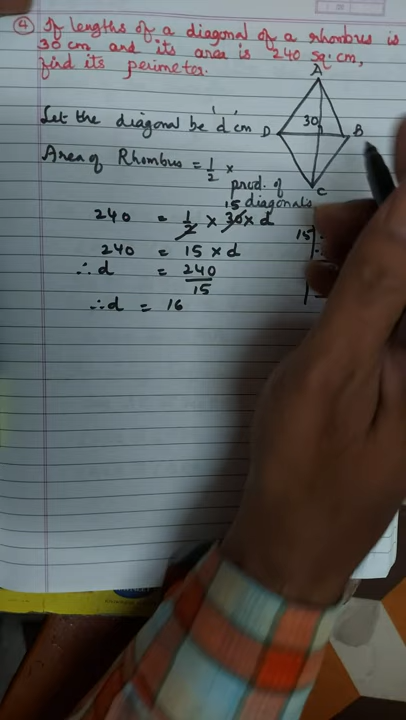 ④ If lengths of a diagonal of a rhombus is
30 cm and its area is 240 sq. cm,
find its perimeter.
A
Let the diagonal be 'd' cm
D
30
B
Area of Rhombus = 1/2 × prod. of diagonals
C
15
240 = 1/2 × 30 × d
15
240 = 15 × d
∴ d = 240/15
∴ d = 16